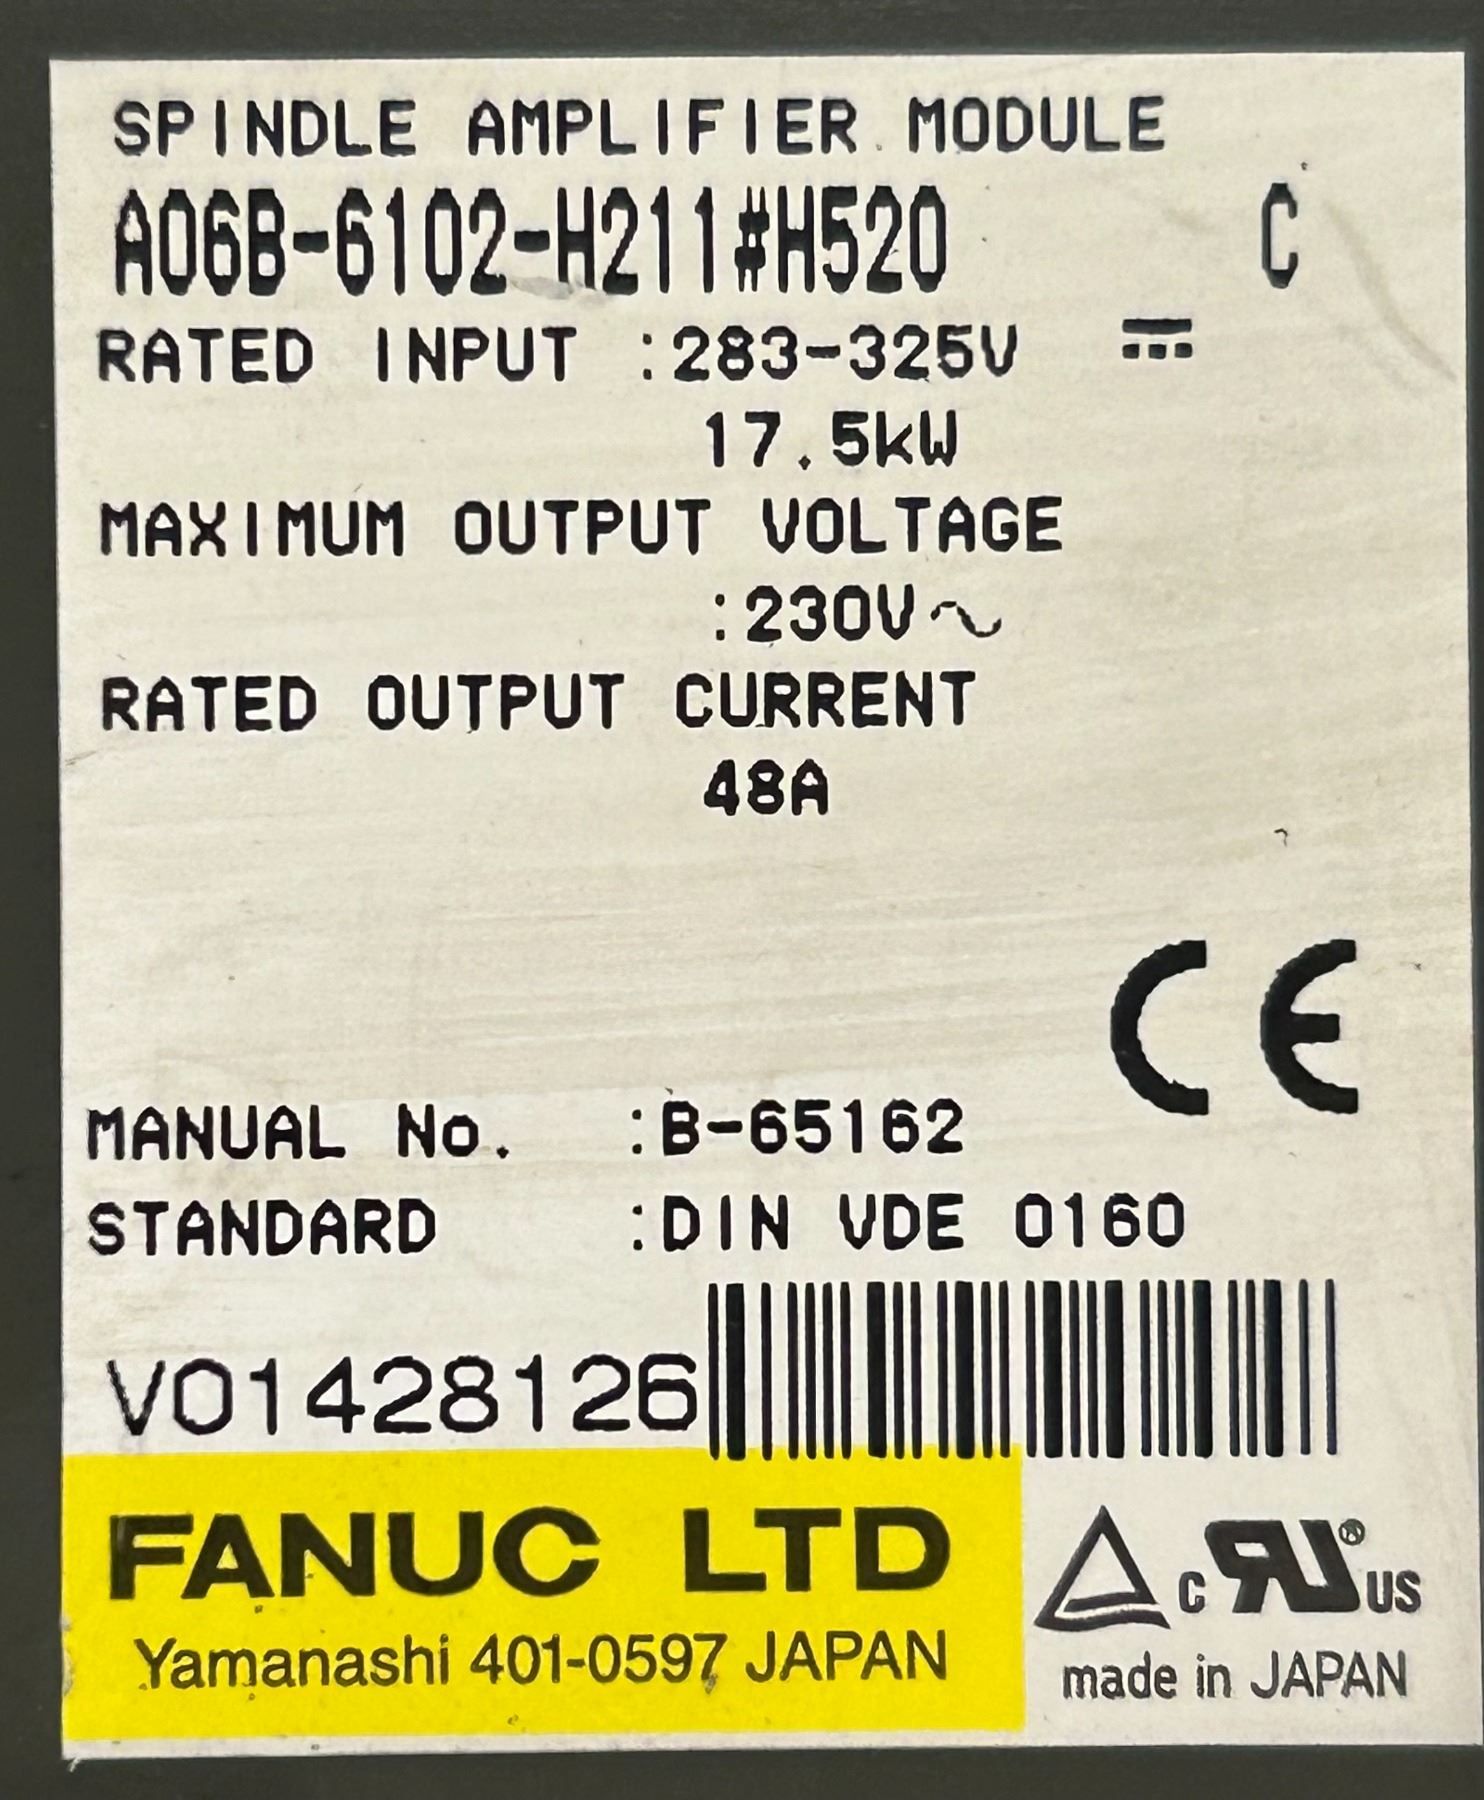 SPINDLE AMPLIFIER MODULE
A06B-6102-H211#H520 C
RATED INPUT :283-325V ⎓
17.5kW
MAXIMUM OUTPUT VOLTAGE
:230V～
RATED OUTPUT CURRENT
48A
CE
MANUAL No. :B-65162
STANDARD :DIN VDE 0160
V01428126
FANUC LTD
Yamanashi 401-0597 JAPAN
c RU® US
made in JAPAN